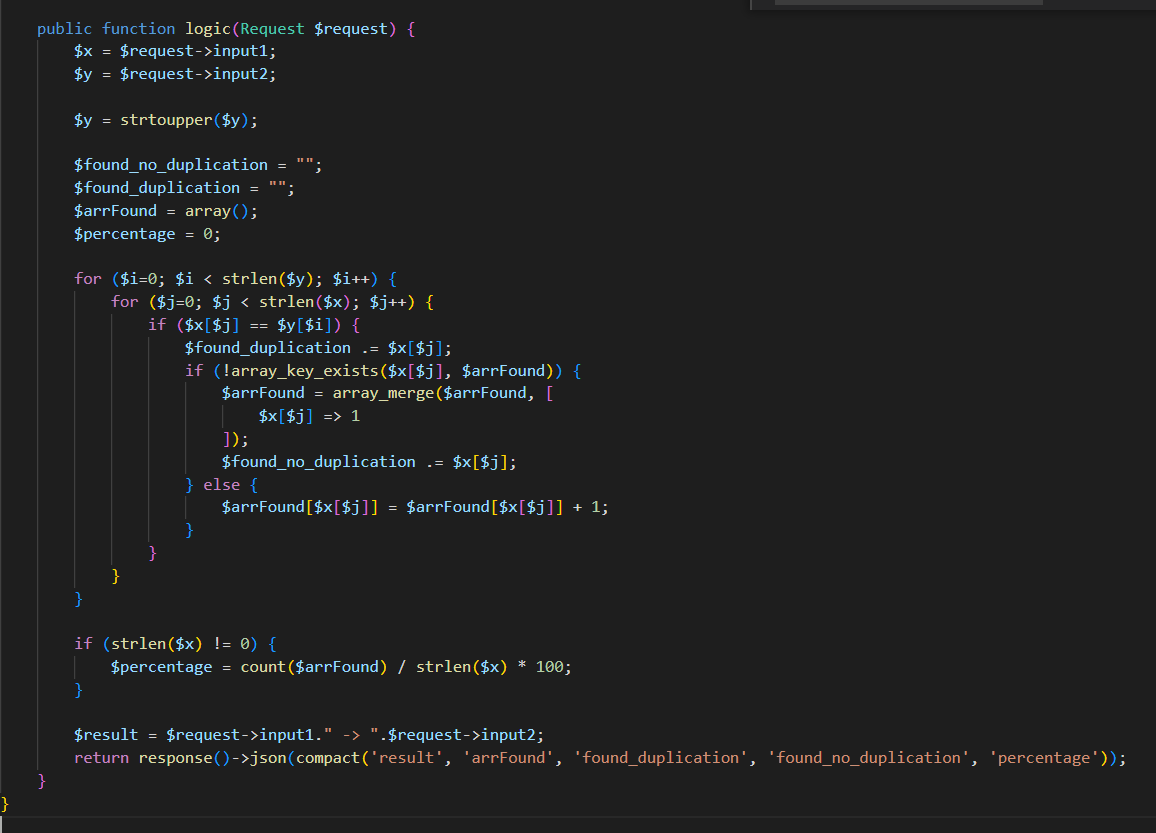 public function logic(Request $request) {
$x = $request->input1;
$y = $request->input2;
$y = strtoupper($y);
$found_no_duplication = "";
$found_duplication = "";
$arrFound = array();
$percentage = 0;
for ($i=0; $i < strlen($y); $i++) {
for ($j=0; $j < strlen($x); $j++) {
if ($x[$j] == $y[$i]) {
$found_duplication .= $x[$j];
if (!array_key_exists($x[$j], $arrFound)) {
$arrFound = array_merge($arrFound, [
$x[$j] => 1
]);
$found_no_duplication .= $x[$j];
} else {
$arrFound[$x[$j]] = $arrFound[$x[$j]] + 1;
}
}
}
}
if (strlen($x) != 0) {
$percentage = count($arrFound) / strlen($x) * 100;
}
$result = $request->input1." -> ".$request->input2;
return response()->json(compact('result', 'arrFound', 'found_duplication', 'found_no_duplication', 'percentage'));
}
}